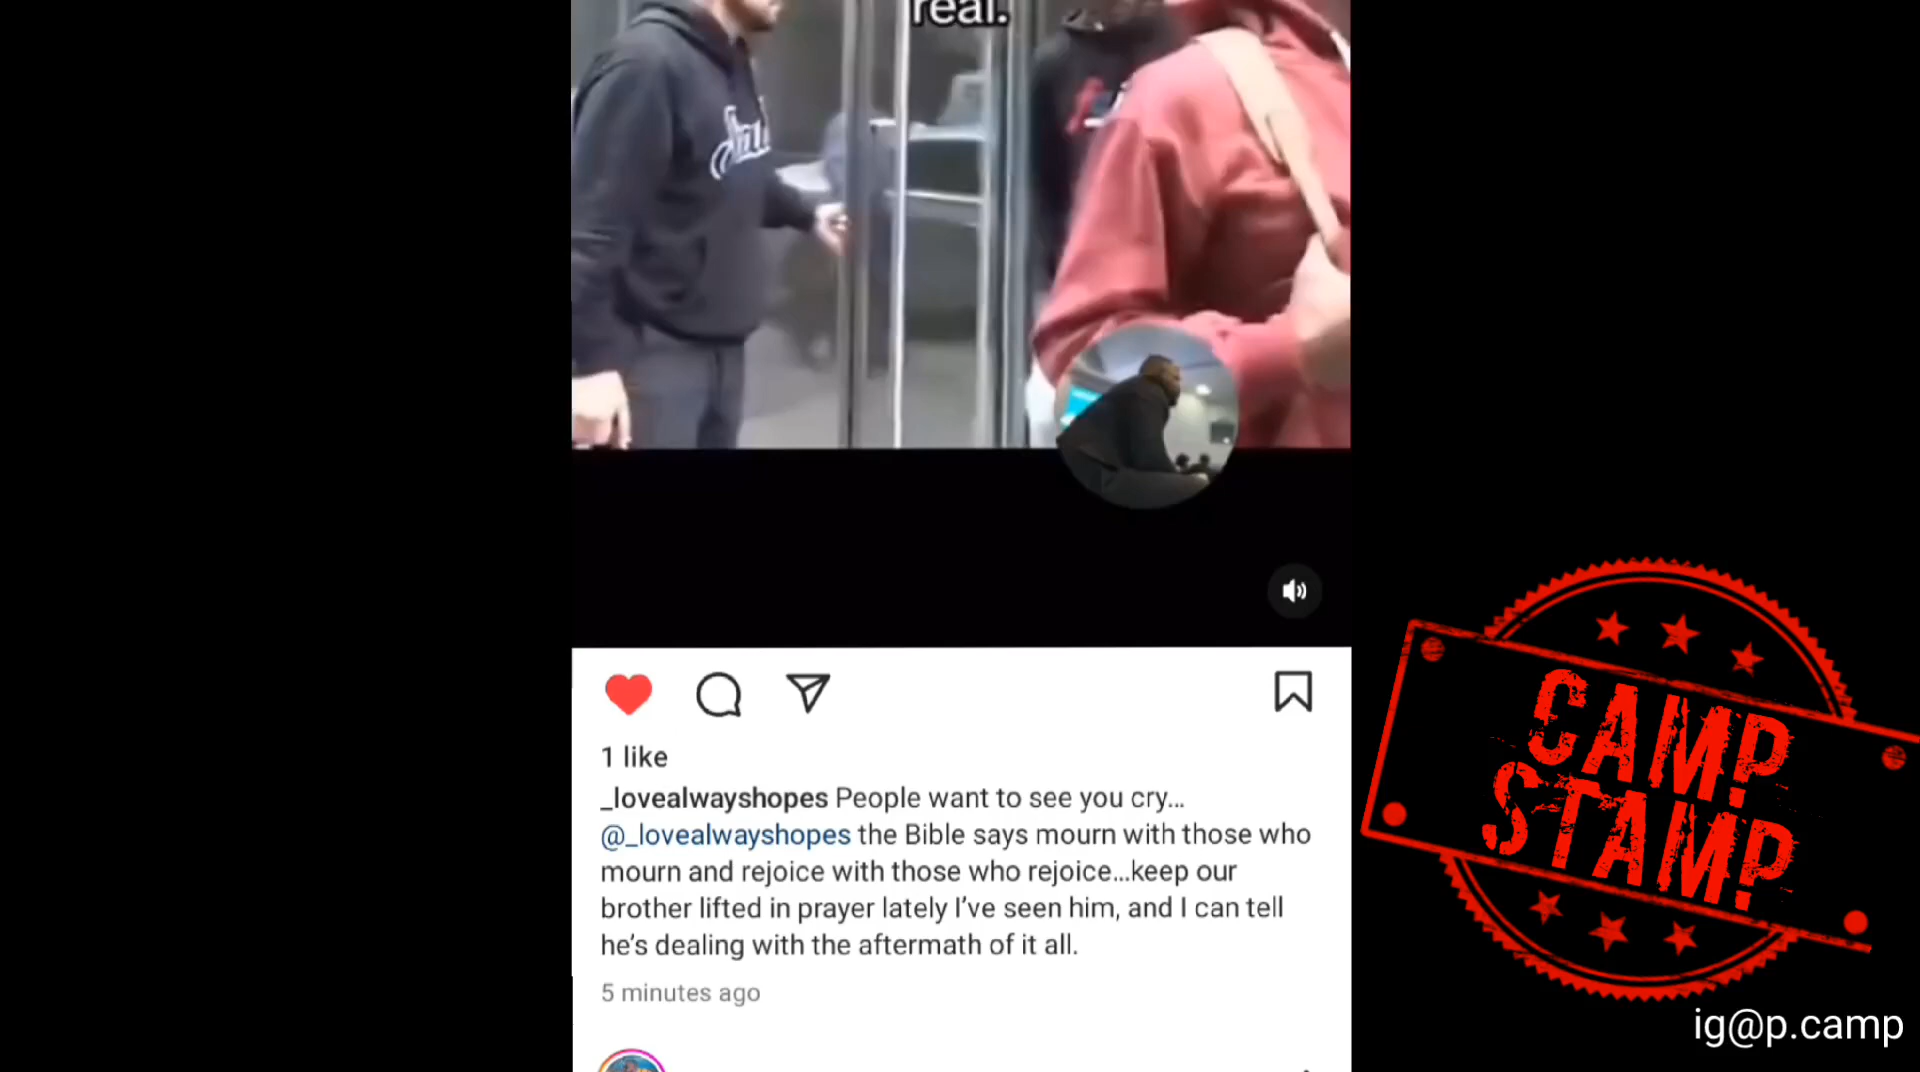 real.
1 like
_lovealwayshopes People want to see you cry...
@_lovealwayshopes the Bible says mourn with those who
mourn and rejoice with those who rejoice...keep our
brother lifted in prayer lately I've seen him, and I can tell
he's dealing with the aftermath of it all.
5 minutes ago
CAMP
STAMP
ig@p.camp